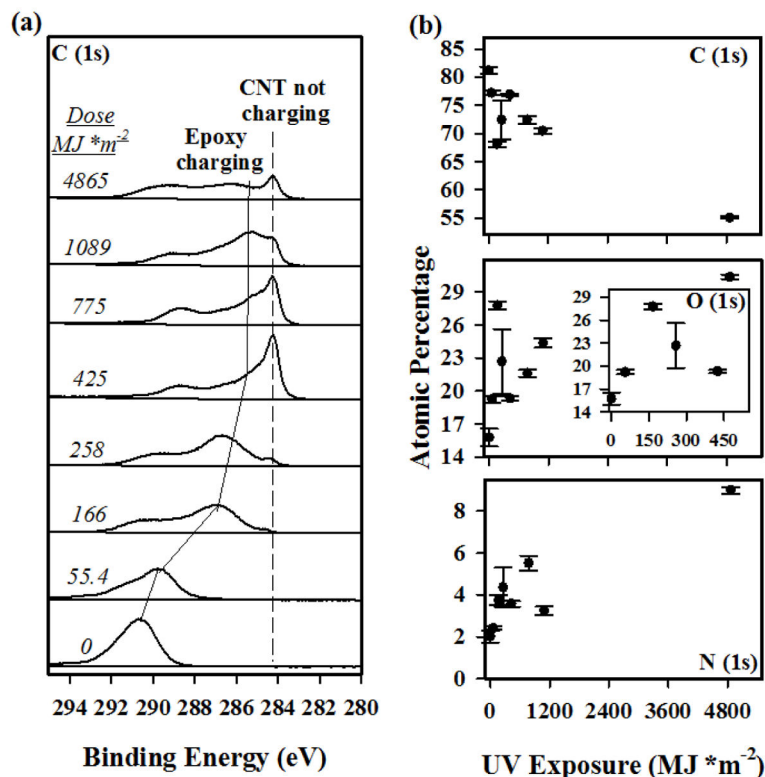 (a)
C (1s)
CNT not
charging
Dose
MJ *m-2
Epoxy
charging
4865
1089
775
425
258
166
55.4
0
294 292 290 288 286 284 282 280
Binding Energy (eV)
(b)
C (1s)
85
80
75
70
65
60
55
Atomic Percentage
O (1s)
29
26
23
20
17
14
29
26
23
20
17
14
0 150 300 450
8
6
4
2
0
N (1s)
0 1200 2400 3600 4800
UV Exposure (MJ *m-2)